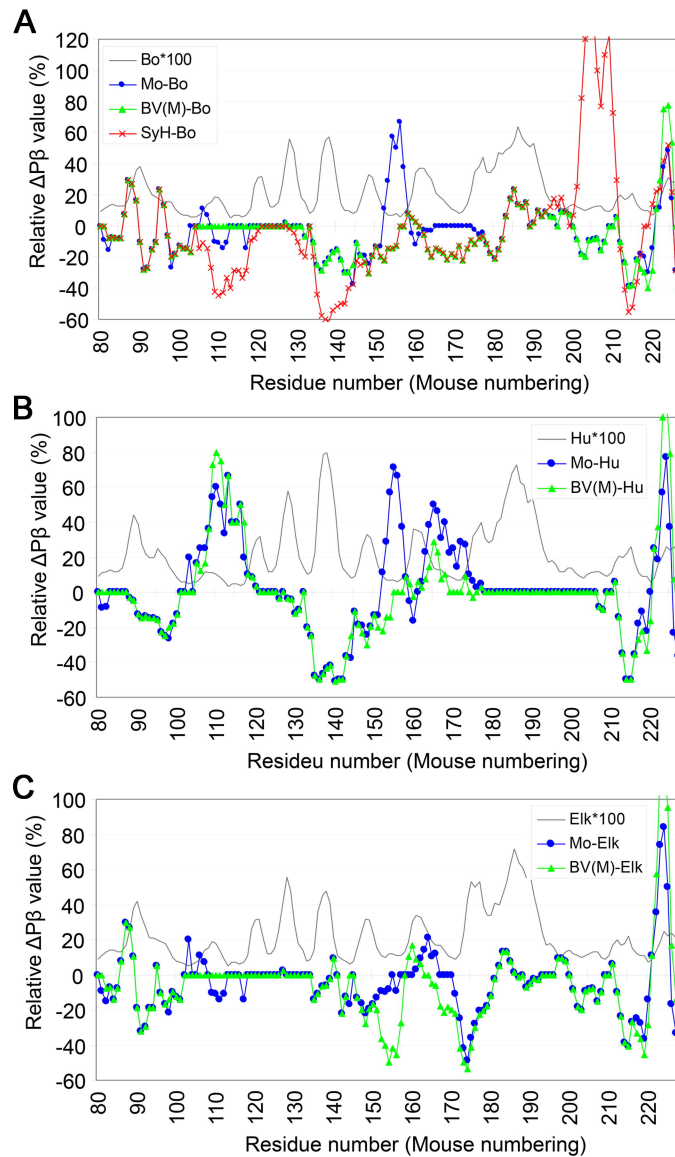 A
Relative ΔPβ value (%)
120
100
80
60
40
20
0
-20
-40
-60
Bo*100
Mo-Bo
BV(M)-Bo
SyH-Bo
80 90 100 110 120 130 140 150 160 170 180 190 200 210 220
Residue number (Mouse numbering)
B
Relative ΔPβ value (%)
100
80
60
40
20
0
-20
-40
-60
Hu*100
Mo-Hu
BV(M)-Hu
80 90 100 110 120 130 140 150 160 170 180 190 200 210 220
Resideu number (Mouse numbering)
C
Relative ΔPβ value (%)
100
80
60
40
20
0
-20
-40
-60
Elk*100
Mo-Elk
BV(M)-Elk
80 90 100 110 120 130 140 150 160 170 180 190 200 210 220
Residue number (Mouse numbering)